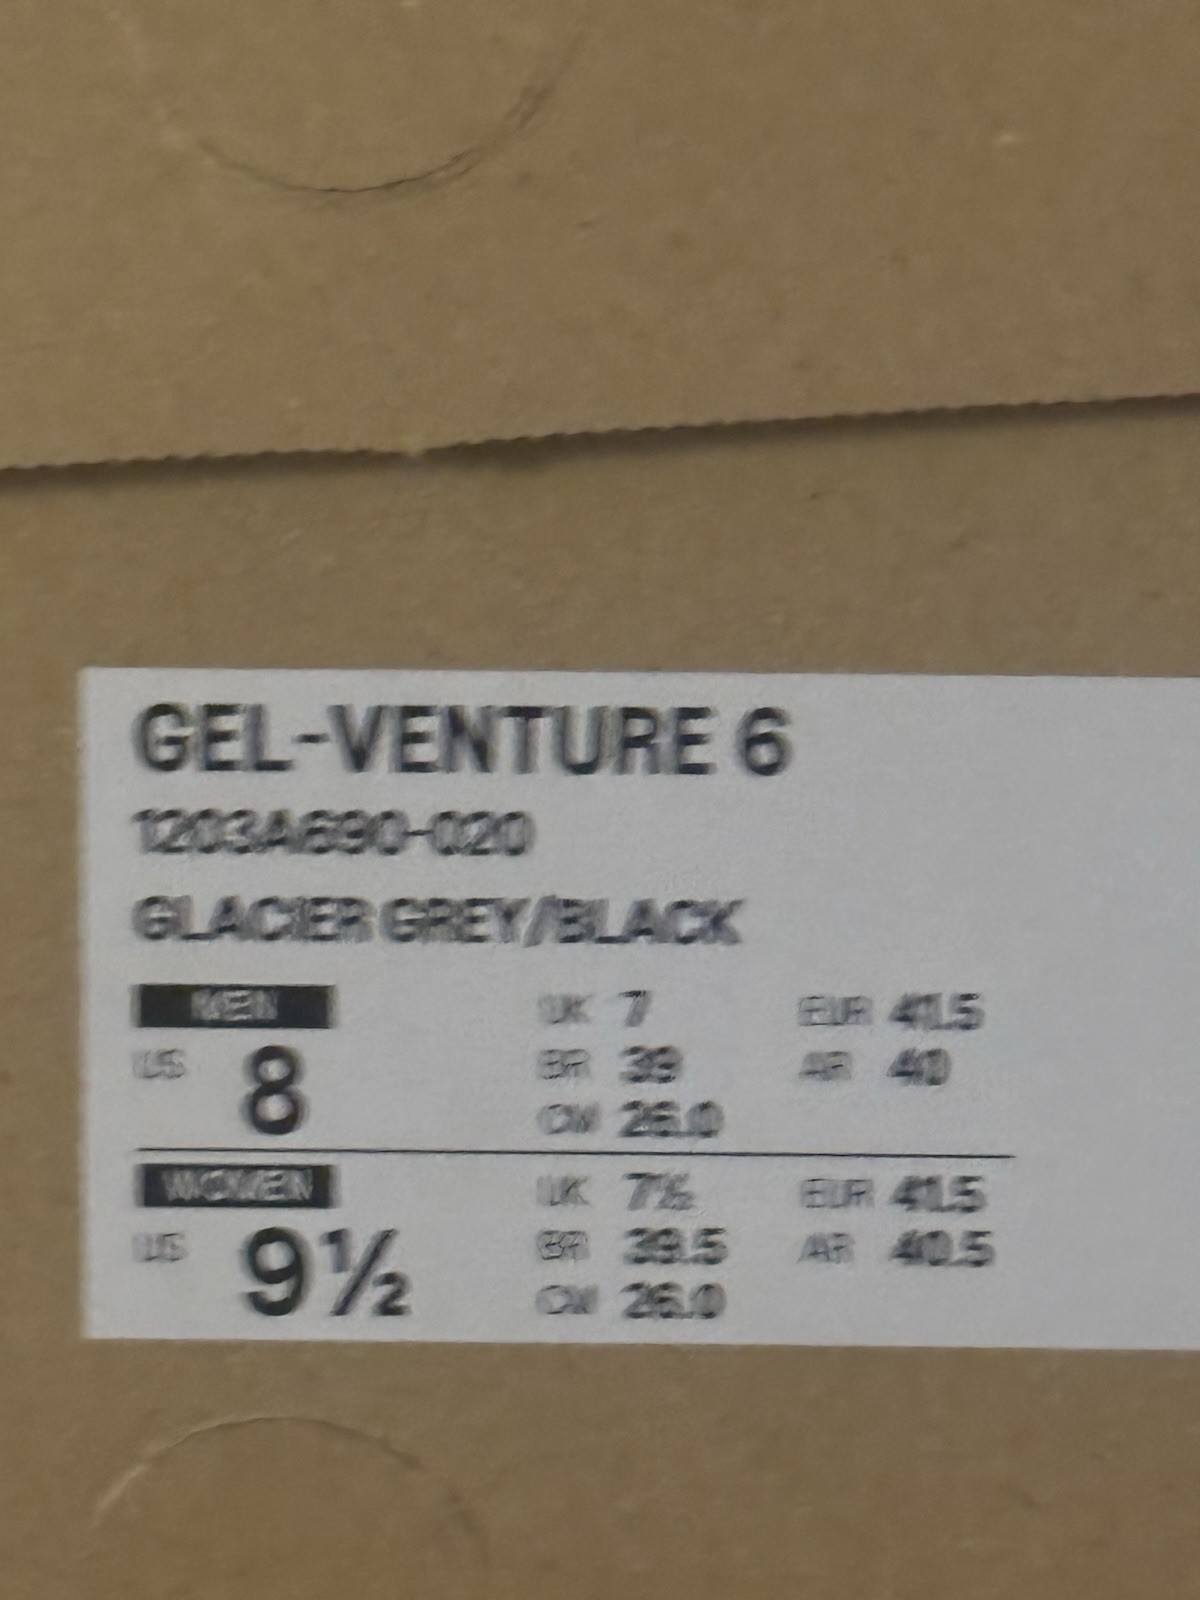 GEL-VENTURE 6
1203A690-020
GLACIER GREY/BLACK
MEN UK 7 EUR 41.5
US 8 BR 39 AR 40
CM 26.0
WOMEN UK 7½ EUR 41.5
US 9½ BR 39.5 AR 40.5
CM 26.0